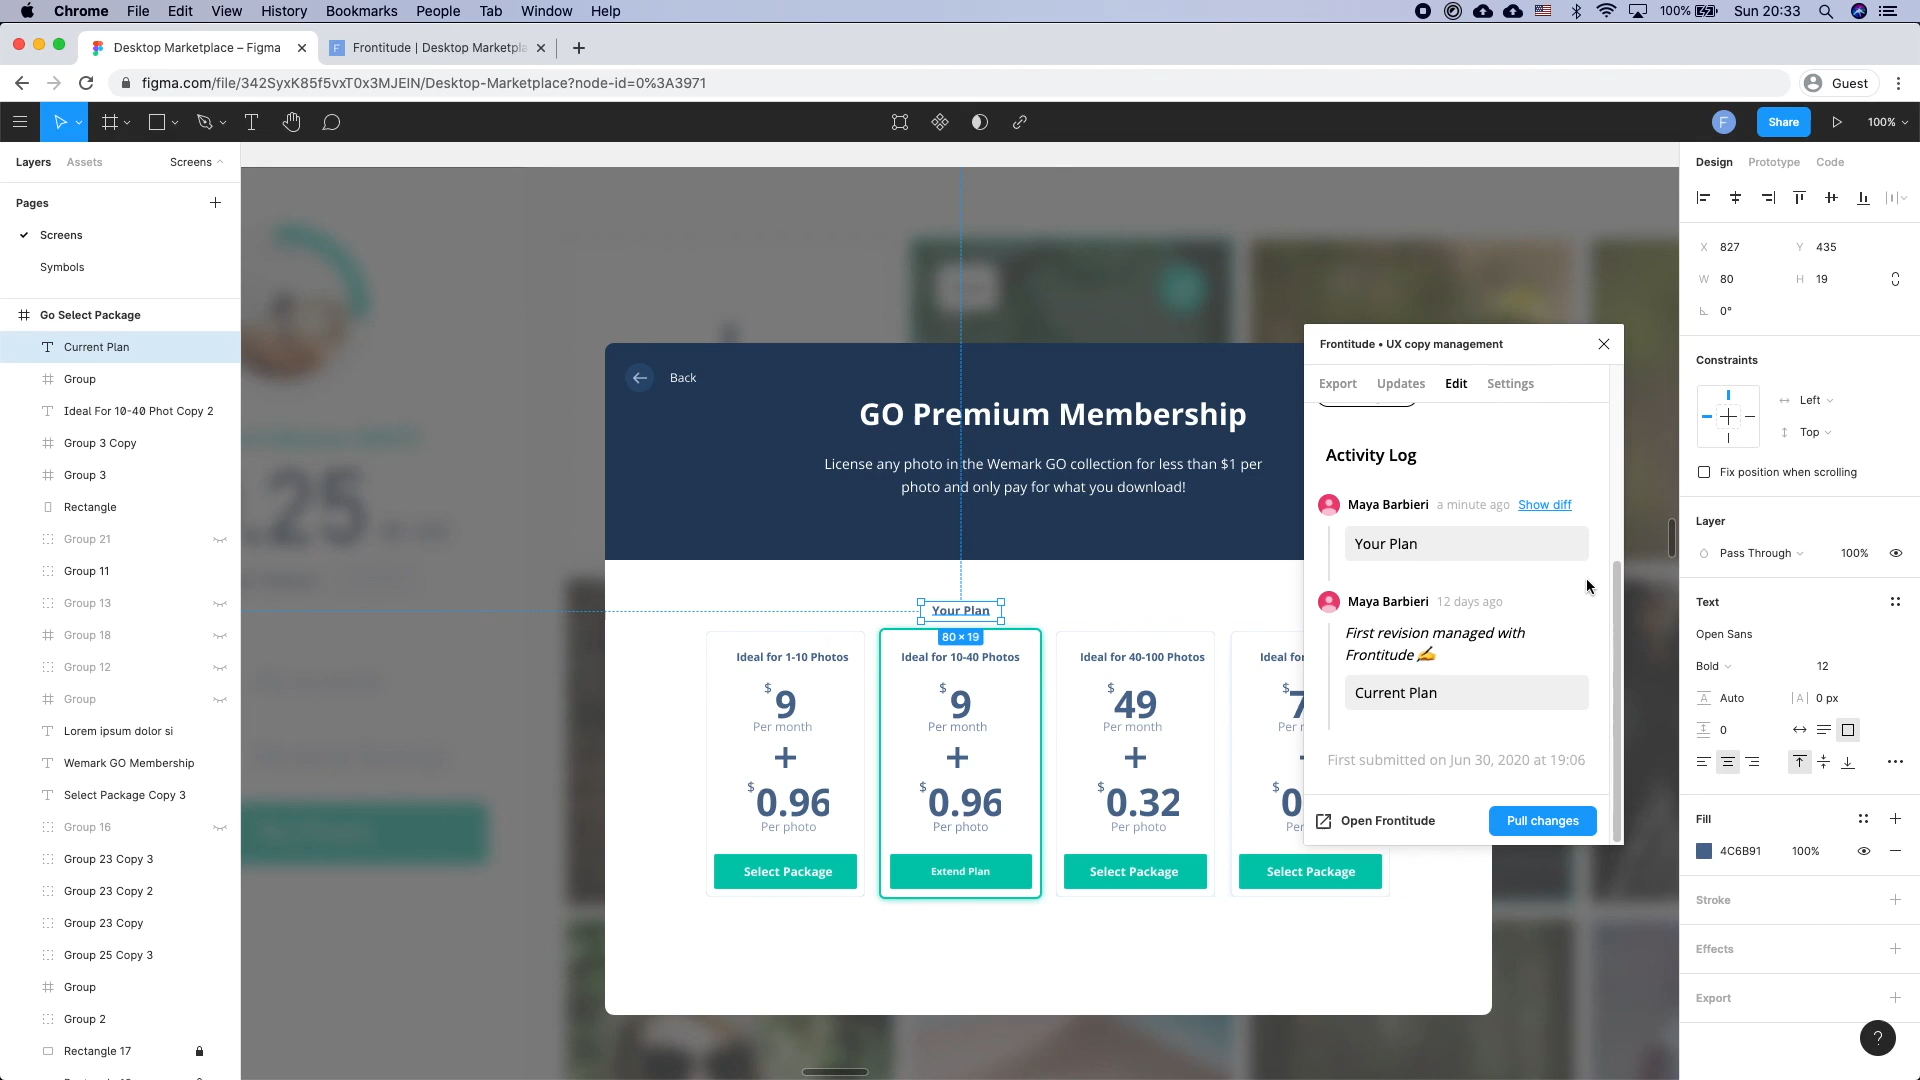 Chrome File Edit View History Bookmarks People Tab Window Help
100% Sun 20:33
Desktop Marketplace – Figma
Frontitude | Desktop Marketpla
figma.com/file/342SyxK85f5vxT0x3MJEIN/Desktop-Marketplace?node-id=0%3A3971
Guest
F
Share
100%
Layers Assets Screens
Pages
Screens
Symbols
Go Select Package
Current Plan
Group
Ideal For 10-40 Phot Copy 2
Group 3 Copy
Group 3
Rectangle
Group 21
Group 11
Group 13
Group 18
Group 12
Group
Lorem ipsum dolor si
Wemark GO Membership
Select Package Copy 3
Group 16
Group 23 Copy 3
Group 23 Copy 2
Group 23 Copy
Group 25 Copy 3
Group
Group 2
Rectangle 17
.25
Back
GO Premium Membership
License any photo in the Wemark GO collection for less than $1 per
photo and only pay for what you download!
Your Plan
80 × 19
Ideal for 1-10 Photos
$
9
Per month
+
$
0.96
Per photo
Select Package
Ideal for 10-40 Photos
$
9
Per month
+
$
0.96
Per photo
Extend Plan
Ideal for 40-100 Photos
$
49
Per month
+
$
0.32
Per photo
Select Package
Ideal for
$
7
Per
$
0
Per
Select Package
Frontitude • UX copy management
Export Updates Edit Settings
Activity Log
Maya Barbieri a minute ago Show diff
Your Plan
Maya Barbieri 12 days ago
First revision managed with
Frontitude ✍
Current Plan
First submitted on Jun 30, 2020 at 19:06
Open Frontitude
Pull changes
Design Prototype Code
X 827 Y 435
W 80 H 19
0°
Constraints
Left
Top
Fix position when scrolling
Layer
Pass Through 100%
Text
Open Sans
Bold 12
A Auto |A| 0 px
0
Fill
4C6B91 100%
Stroke
Effects
Export
?